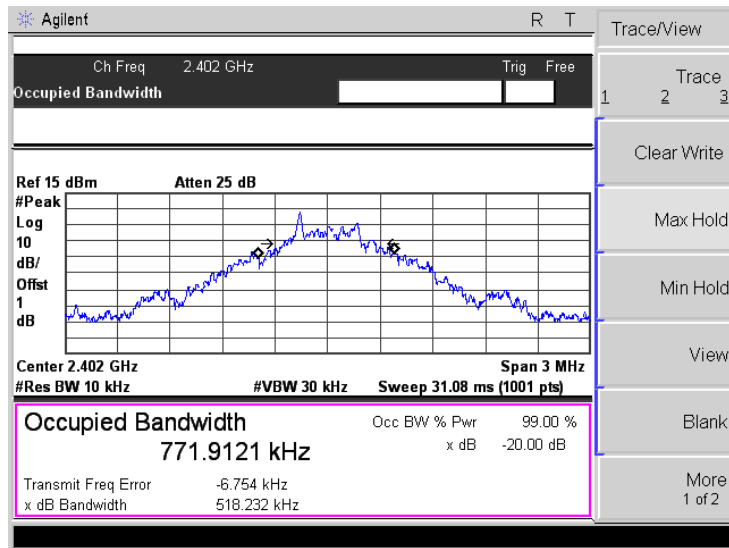 Agilent R T
Trace/View
Ch Freq 2.402 GHz Trig Free
Occupied Bandwidth
Trace
1 2 3
Clear Write
Max Hold
Min Hold
View
Blank
More
1 of 2
Ref 15 dBm Atten 25 dB
#Peak
Log
10
dB/
Offst
1
dB
Center 2.402 GHz Span 3 MHz
#Res BW 10 kHz #VBW 30 kHz Sweep 31.08 ms (1001 pts)
Occupied Bandwidth Occ BW % Pwr 99.00 %
771.9121 kHz x dB -20.00 dB
Transmit Freq Error -6.754 kHz
x dB Bandwidth 518.232 kHz